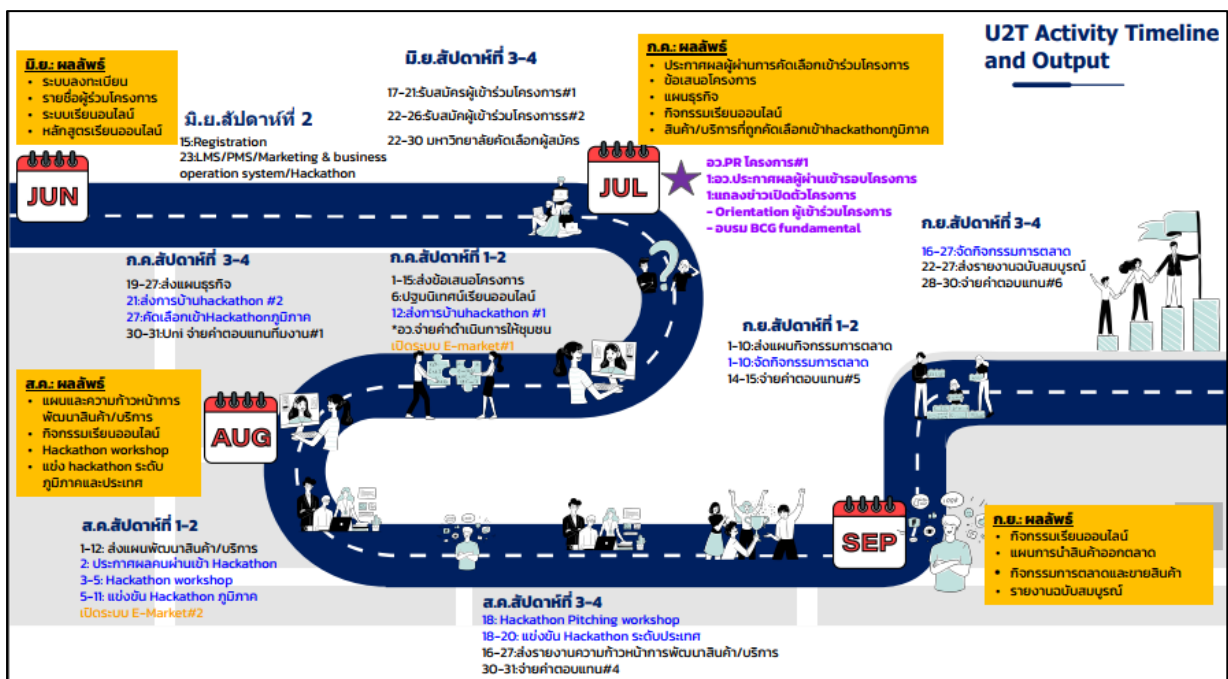 U2T Activity Timeline
and Output
มิ.ย.: ผลลัพธ์
• ระบบลงทะเบียน
• รายชื่อผู้ร่วมโครงการ
• ระบบเรียนอนไลน์
• หลักสูตรเรียนออนไลน์
JUN
มิ.ย.สัปดาห์ที่ 2
15:Registration
23:LMS/PMS/Marketing & business
operation system/Hackathon
มิ.ย.สัปดาห์ที่ 3-4
17-21:รับสมัครผู้เข้าร่วมโครงการ#1
22-26:รับสมัคผู้เข้าร่วมโครงการร#2
22-30 มหาวิทยาลัยคัดเลือกผู้สมัคร
ก.ค.: ผลลัพธ์
• ประกาศผลผู้ผ่านการคัดเลือกเข้าร่วมโครงการ
• ข้อเสนอโครงการ
• แผนธุรกิจ
• กิจกรรมเรียนออนไลน์
• สินค้า/บริการที่ถูกคัดเลือกเข้าhackathonภูมิภาค
JUL
อว.PR โครงการ#1
1:อว.ประกาศผลผู้ผ่านเข้ารอบโครงการ
1:แถลงข่าวเปิดตัวโครงการ
- Orientation ผู้เข้าร่วมโครงการ
- อบรม BCG fundamental
ก.ค.สัปดาห์ที่ 3-4
19-27:ส่งแผนธุรกิจ
21:ส่งการบ้านhackathon #2
27:คัดเลือกเข้าHackathonภูมิภาค
30-31:Uni จ่ายค่าตอบแทนทีมงาน#1
ก.ค.สัปดาห์ที่ 1-2
1-15:ส่งข้อเสนอโครงการ
6:ปฐมนิเทศน์เรียนออนไลน์
12:ส่งการบ้านhackathon #1
*อว.จ่ายค่าดำเนินการให้ชุมชน
เปิดระบบ E-market#1
ส.ค.: ผลลัพธ์
• แผนและความก้าวหน้าการ
พัฒนาสินค้า/บริการ
• กิจกรรมเรียนออนไลน์
• Hackathon workshop
• แข่ง hackathon ระดับ
ภูมิภาคและประเทศ
AUG
ส.ค.สัปดาห์ที่ 1-2
1-12: ส่งแผนพัฒนาสินค้า/บริการ
2: ประกาศผลคนผ่านเข้า Hackathon
3-5: Hackathon workshop
5-11: แข่งขัน Hackathon ภูมิภาค
เปิดระบบ E-Market#2
ส.ค.สัปดาห์ที่ 3-4
18: Hackathon Pitching workshop
18-20: แข่งขัน Hackathon ระดับประเทศ
16-27:ส่งรายงานความก้าวหน้าการพัฒนาสินค้า/บริการ
30-31:จ่ายค่าตอบแทน#4
SEP
ก.ย.สัปดาห์ที่ 1-2
1-10:ส่งแผนกิจกรรมการตลาด
1-10:จัดกิจกรรมการตลาด
14-15:จ่ายค่าตอบแทน#5
ก.ย.สัปดาห์ที่ 3-4
16-27:จัดกิจกรรมการตลาด
22-27:ส่งรายงานฉบับสมบูรณ์
28-30:จ่ายค่าตอบแทน#6
ก.ย.: ผลลัพธ์
• กิจกรรมเรียนออนไลน์
• แผนการนำสินค้าออกตลาด
• กิจกรรมการตลาดและขายสินค้า
• รายงานฉบับสมบูรณ์